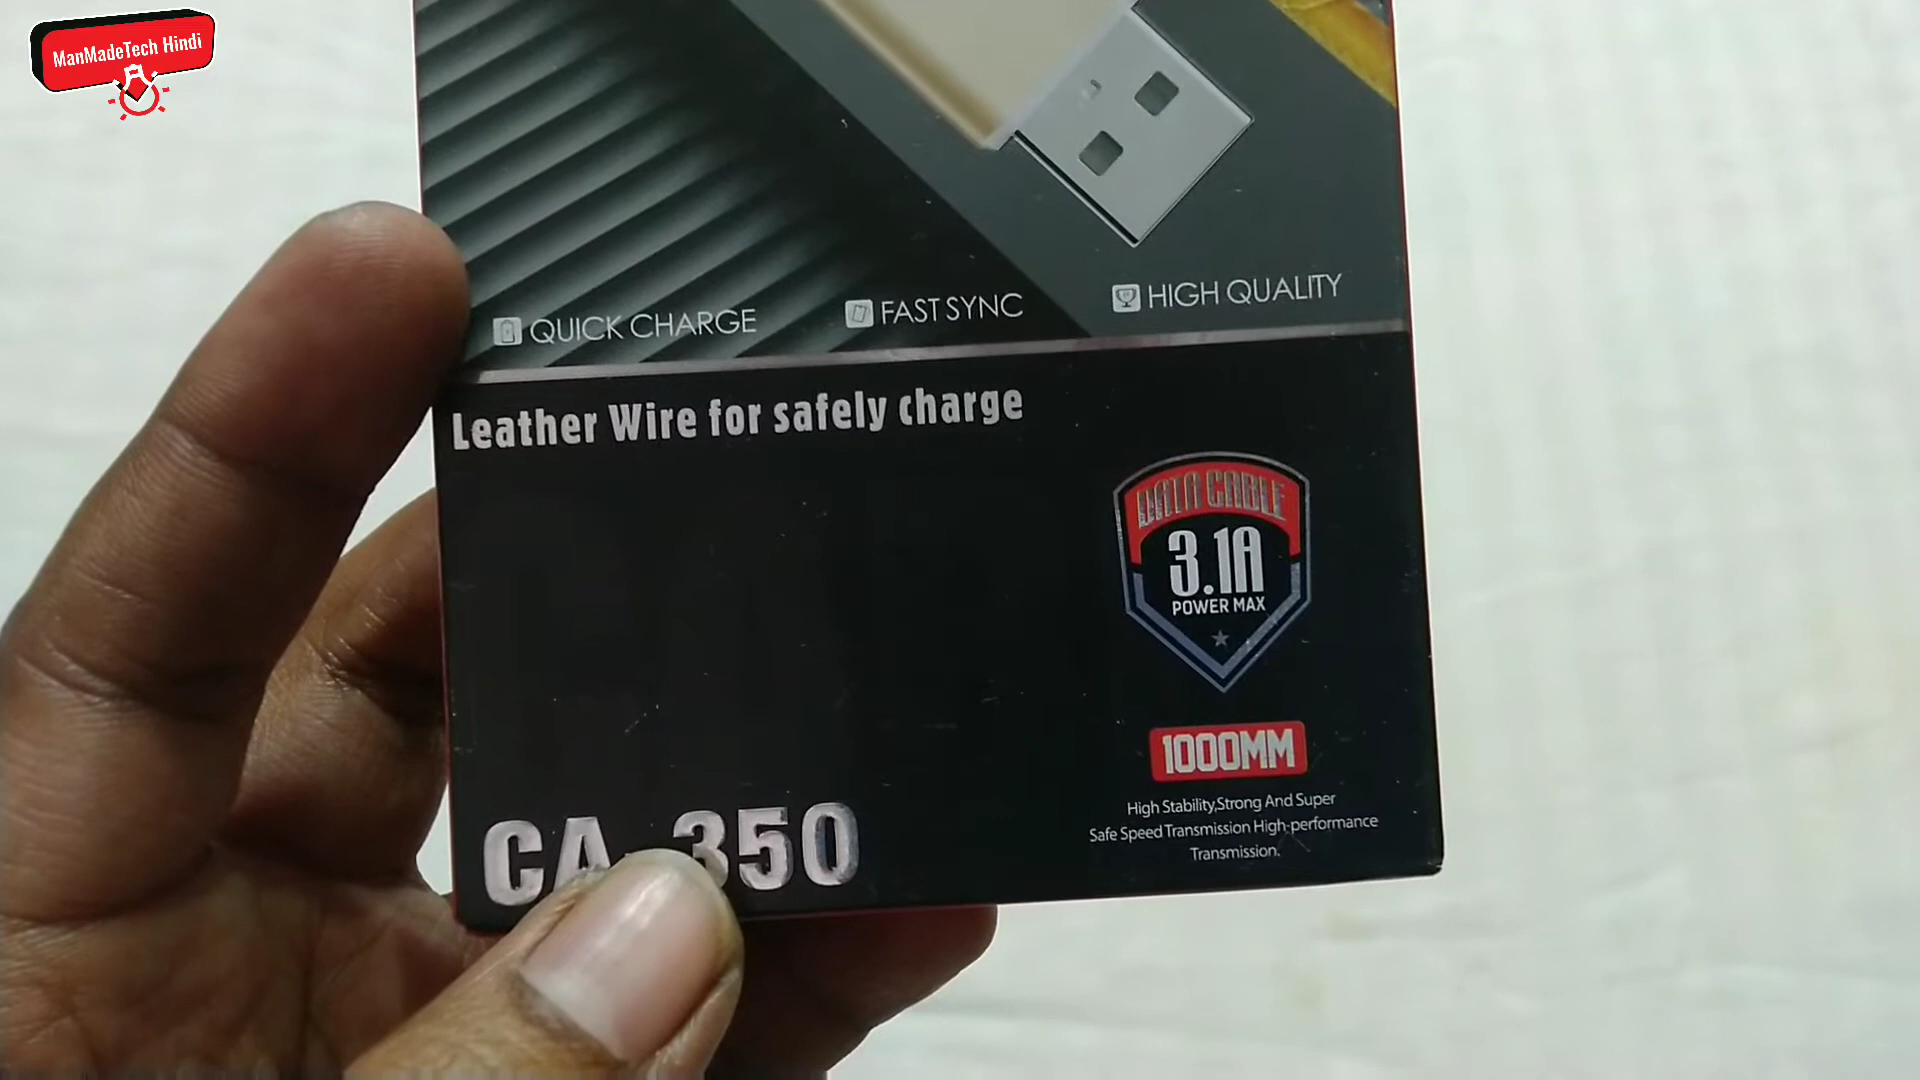 ManMadeTech Hindi
QUICK CHARGE
FAST SYNC
HIGH QUALITY
Leather Wire for safely charge
DATA CABLE
3.1A
POWER MAX
1000MM
High Stability,Strong And Super
Safe Speed Transmission High-performance
Transmission.
CA-350